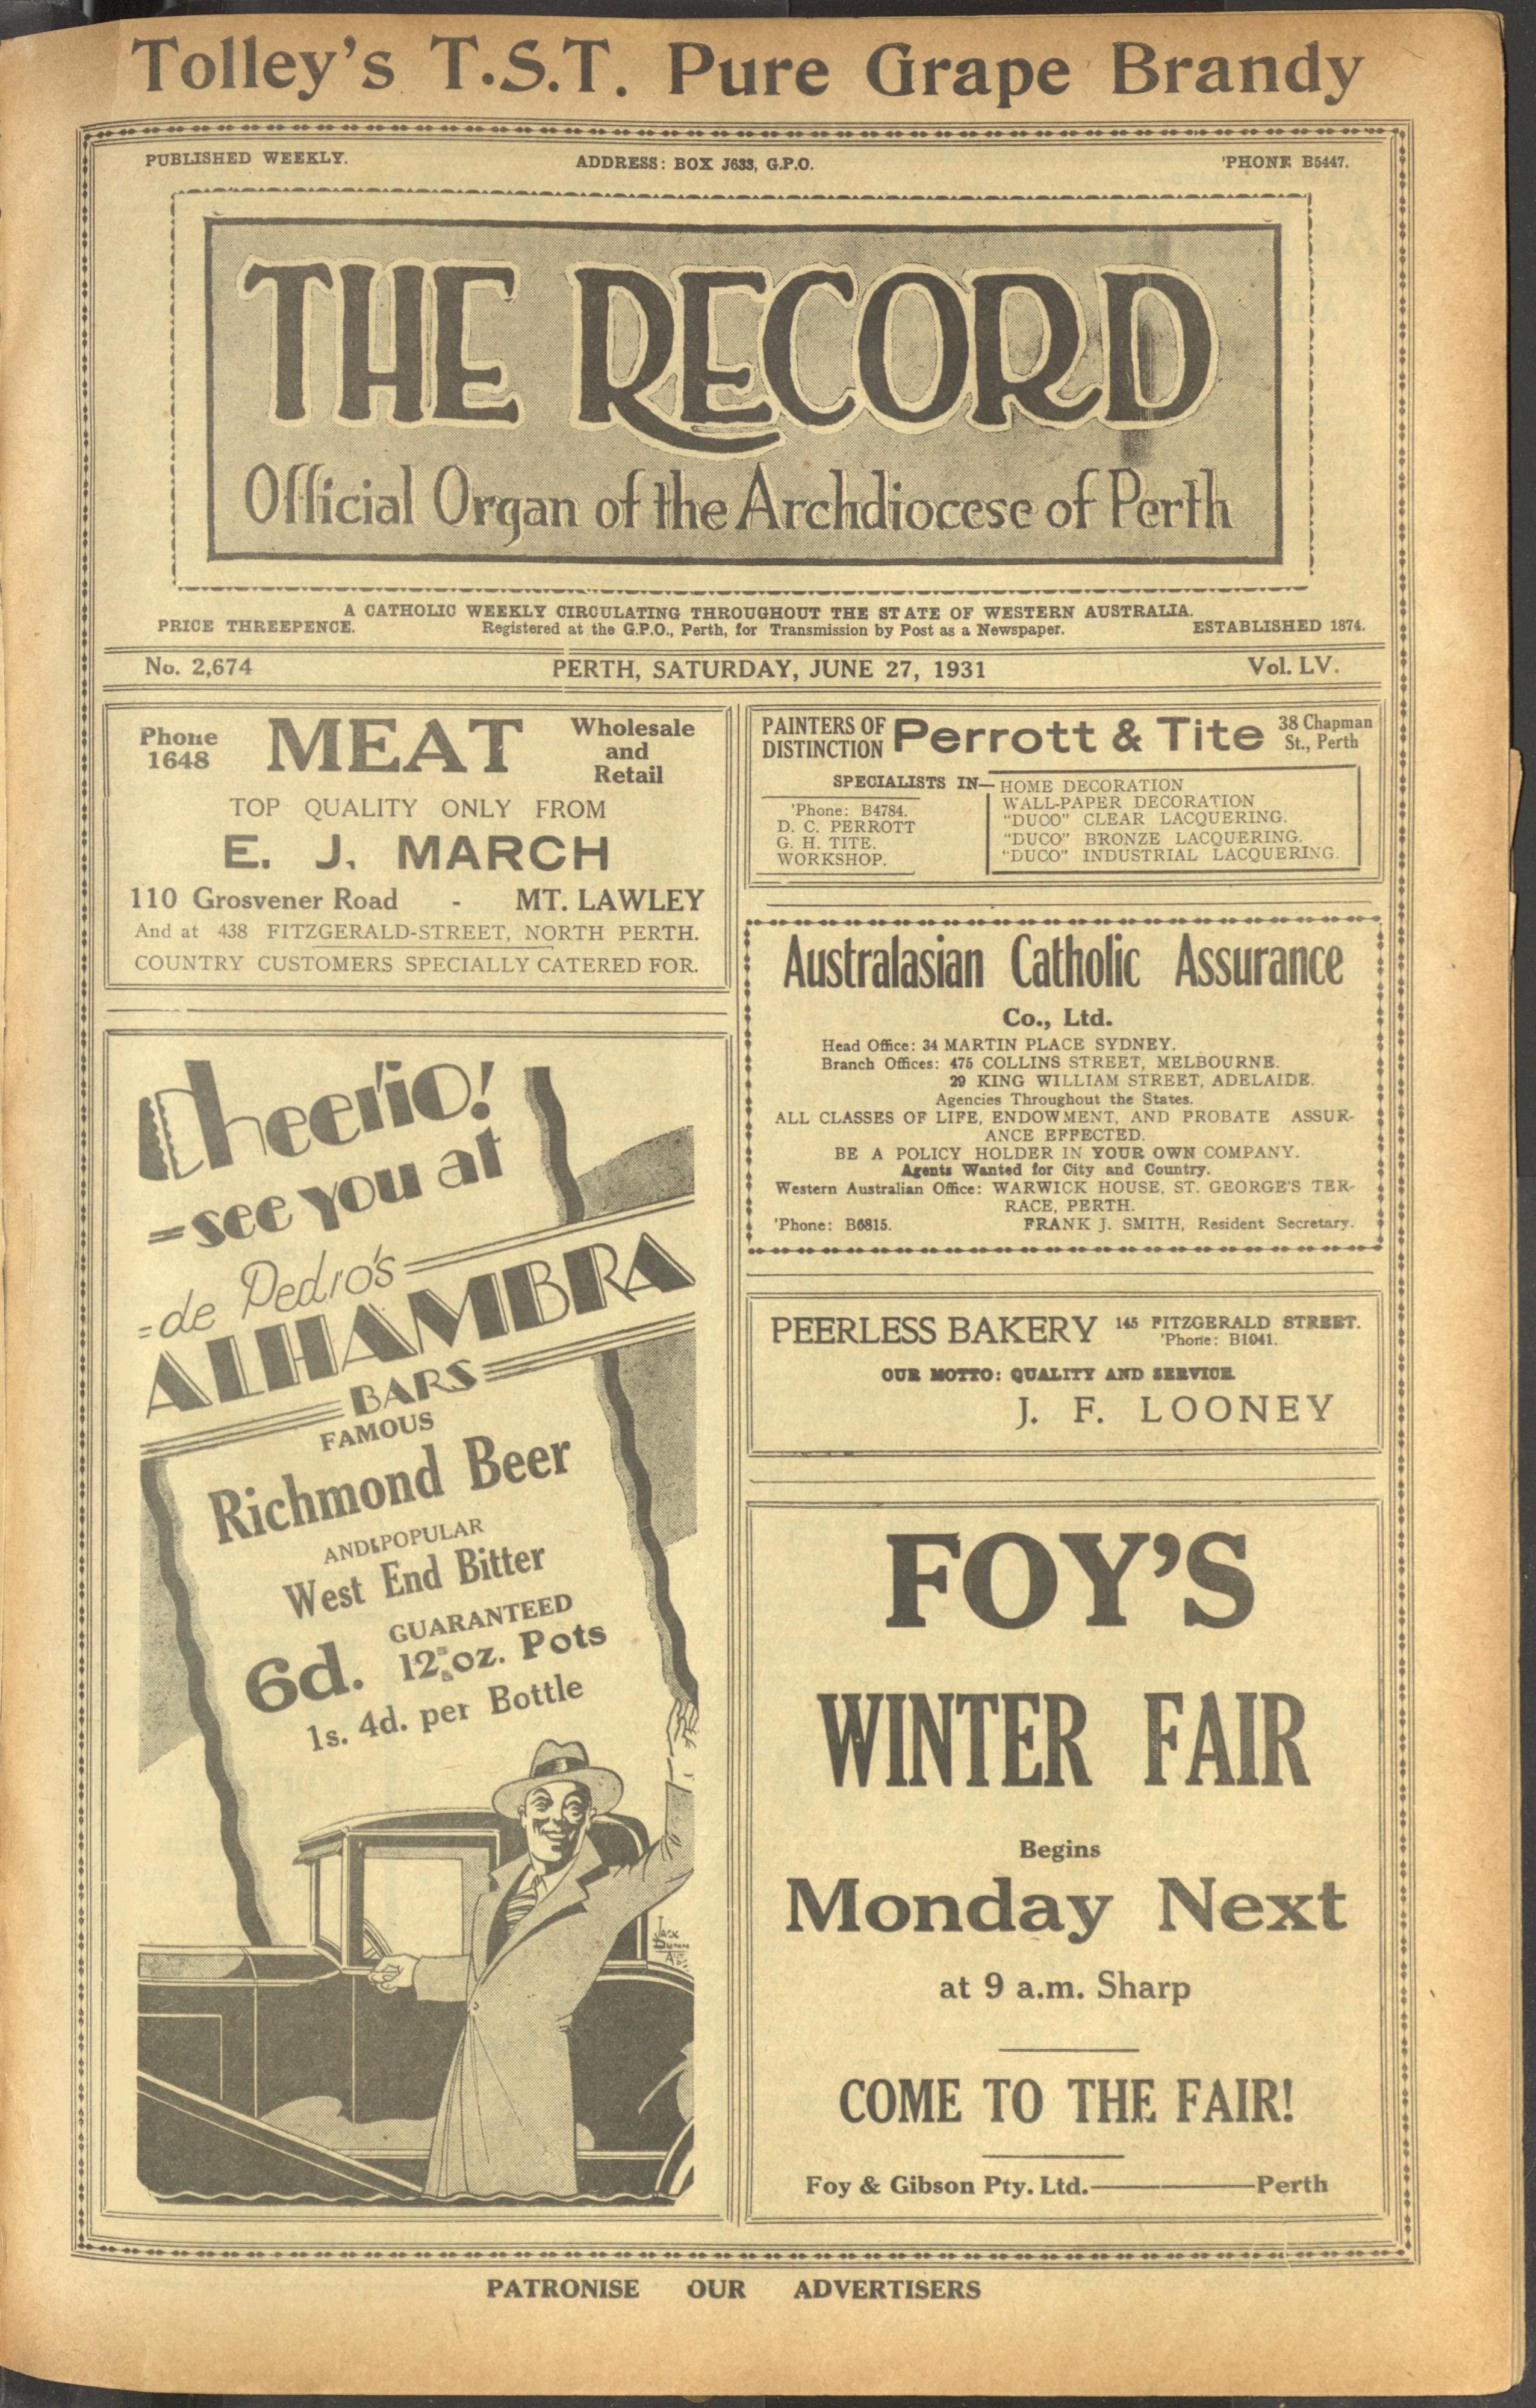 Tolley's T.S.T. Pure Grape Brandy
PUBLISHED WEEKLY. ADDRESS: BOX J633, G.P.O. 'PHONE B5447.
THE RECORD
Official Organ of the Archdiocese of Perth
A CATHOLIC WEEKLY CIRCULATING THROUGHOUT THE STATE OF WESTERN AUSTRALIA.
PRICE THREEPENCE. Registered at the G.P.O., Perth, for Transmission by Post as a Newspaper. ESTABLISHED 1874.
No. 2,674 PERTH, SATURDAY, JUNE 27, 1931 Vol. LV.
Phone 1648 MEAT Wholesale and Retail
TOP QUALITY ONLY FROM
E. J. MARCH
110 Grosvener Road - MT. LAWLEY
And at 438 FITZGERALD-STREET, NORTH PERTH.
COUNTRY CUSTOMERS SPECIALLY CATERED FOR.
Cheerio!
=see you at
=de Pedro's
ALHAMBRA
BARS
FAMOUS
Richmond Beer
AND POPULAR
West End Bitter
GUARANTEED
6d. 12 oz. Pots
1s. 4d. per Bottle
JACK
DUNN
PAINTERS OF DISTINCTION Perrott & Tite 38 Chapman St., Perth
SPECIALISTS IN—
HOME DECORATION
WALL-PAPER DECORATION
"DUCO" CLEAR LACQUERING.
"DUCO" BRONZE LACQUERING.
"DUCO" INDUSTRIAL LACQUERING.
'Phone: B4784.
D. C. PERROTT
G. H. TITE.
WORKSHOP.
Australasian Catholic Assurance
Co., Ltd.
Head Office: 34 MARTIN PLACE SYDNEY.
Branch Offices: 475 COLLINS STREET, MELBOURNE.
29 KING WILLIAM STREET, ADELAIDE.
Agencies Throughout the States.
ALL CLASSES OF LIFE, ENDOWMENT, AND PROBATE ASSUR-
ANCE EFFECTED.
BE A POLICY HOLDER IN YOUR OWN COMPANY.
Agents Wanted for City and Country.
Western Australian Office: WARWICK HOUSE, ST. GEORGE'S TER-
RACE, PERTH.
'Phone: B6815. FRANK J. SMITH, Resident Secretary.
PEERLESS BAKERY 145 FITZGERALD STREET.
'Phone: B1041.
OUR MOTTO: QUALITY AND SERVICE
J. F. LOONEY
FOY'S
WINTER FAIR
Begins
Monday Next
at 9 a.m. Sharp
COME TO THE FAIR!
Foy & Gibson Pty. Ltd.————Perth
PATRONISE OUR ADVERTISERS